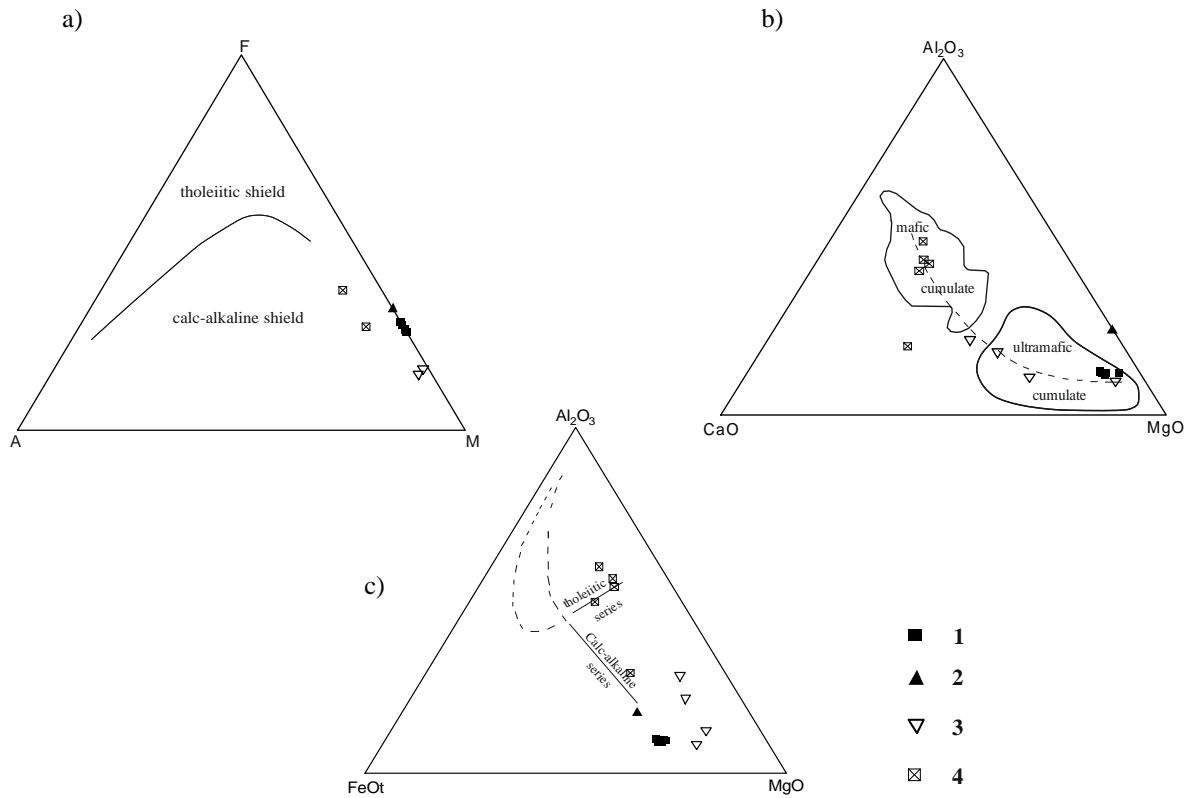 a)
F
tholeiitic shield
calc-alkaline shield
A
M
b)
Al₂O₃
mafic
cumulate
ultramafic
cumulate
CaO
MgO
c)
Al₂O₃
tholeiitic
series
Calc-alkaline
series
FeOt
MgO
1
2
3
4